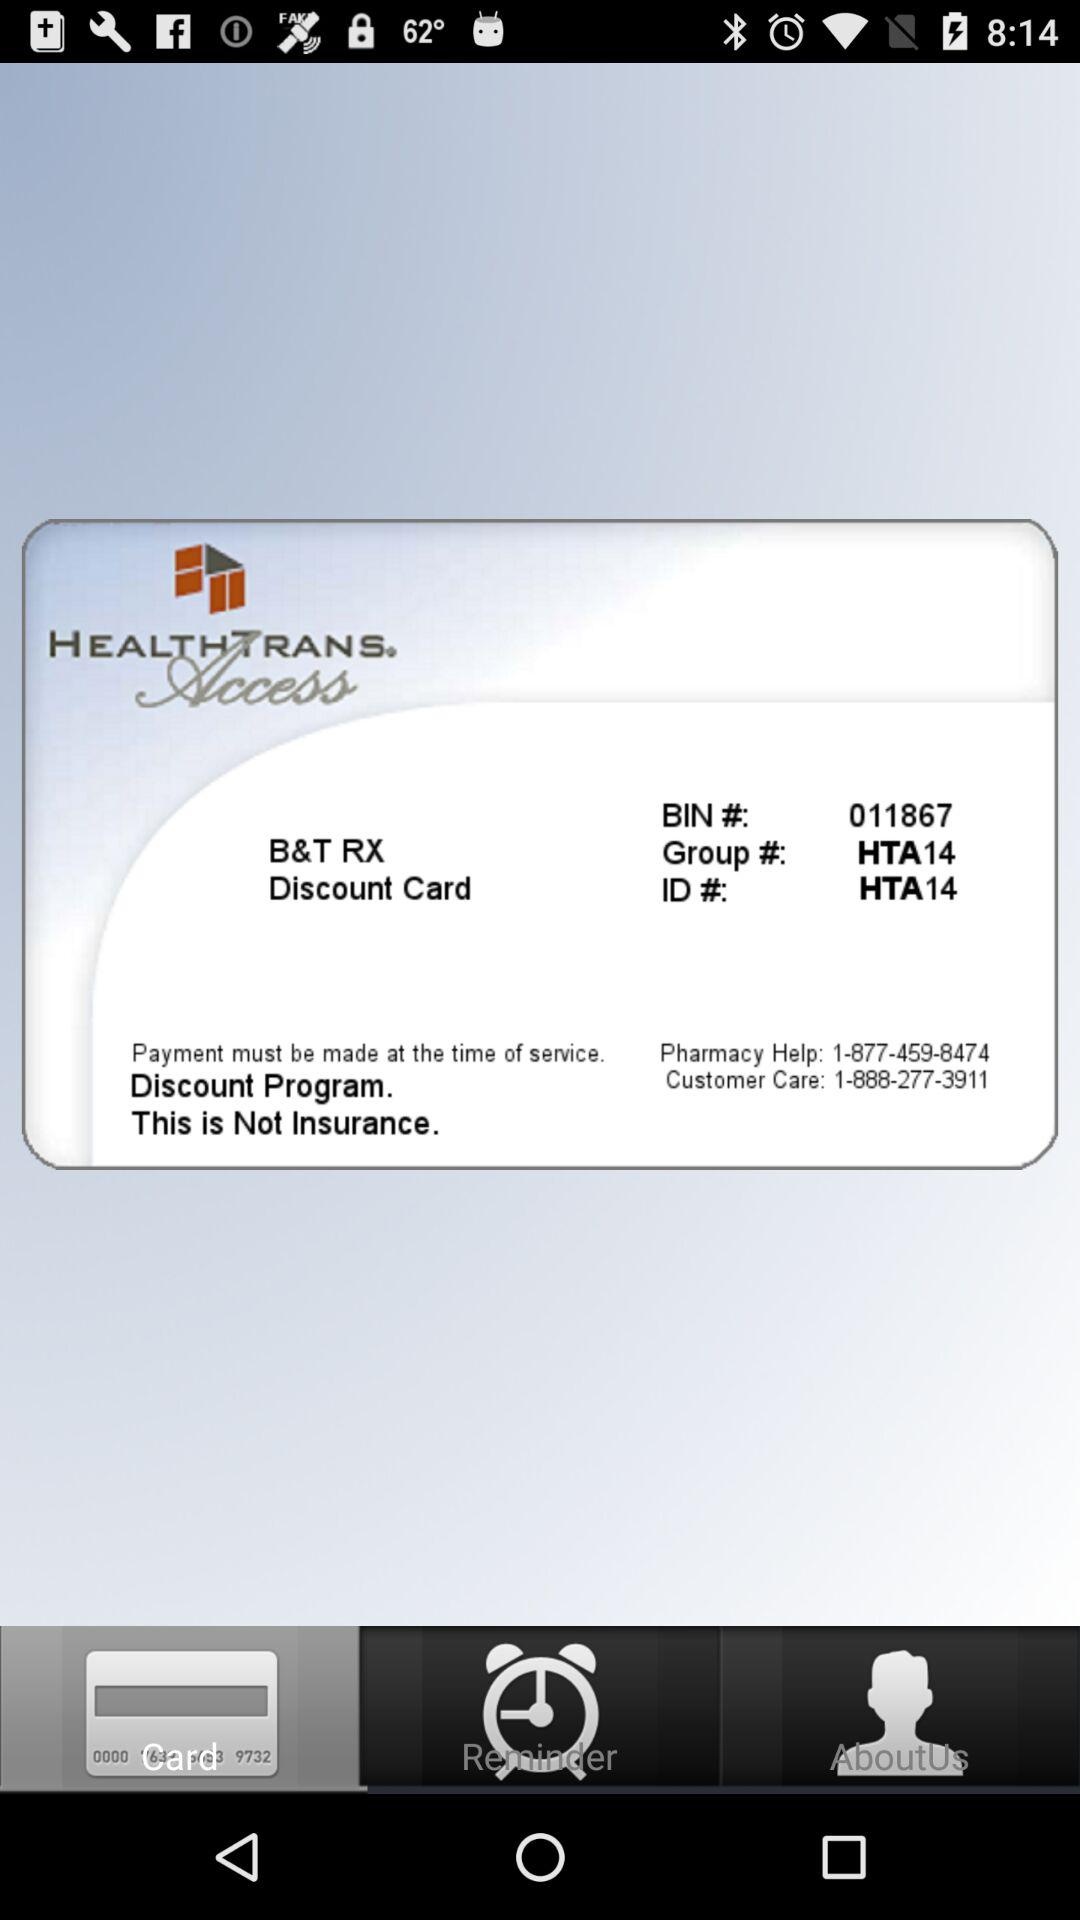 FAKE
62°
8:14
HEALTHTRANS®
Access
B&T RX
Discount Card
BIN #: 011867
Group #: HTA14
ID #: HTA14
Payment must be made at the time of service.
Discount Program.
This is Not Insurance.
Pharmacy Help: 1-877-459-8474
Customer Care: 1-888-277-3911
0000 9732
Card
Reminder
AboutUs